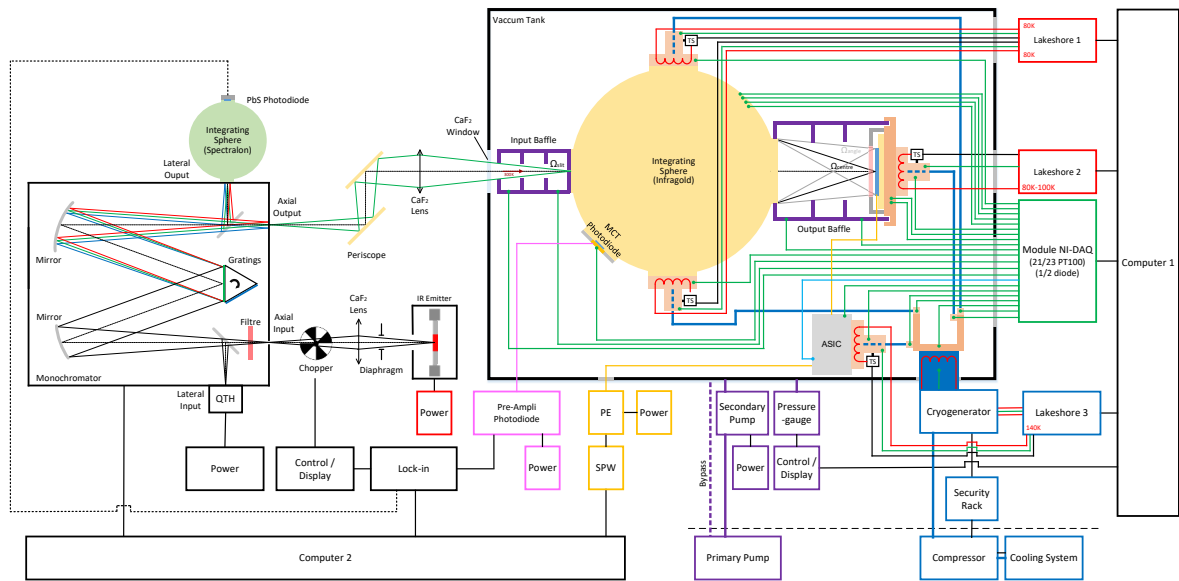 Vaccum Tank
80K
Lakeshore 1
80K
TS
PbS Photodiode
Integrating
Sphere
(Spectralon)
CaF₂
Window
Input Baffle
Ωslit
300K
Lateral
Ouput
Axial
Output
CaF₂
Lens
Periscope
Integrating
Sphere
(Infragold)
MCT
Photodiode
Ωangle
Ωcentre
Output Baffle
TS
Lakeshore 2
80K-100K
Module NI-DAQ
(21/23 PT100)
(1/2 diode)
Computer 1
Mirror
Gratings
Mirror
Filtre
Axial
Input
CaF₂
Lens
IR Emitter
Chopper
Diaphragm
Monochromator
Lateral
Input
QTH
TS
ASIC
TS
Power
Pre-Ampli
Photodiode
PE
Power
Secondary
Pump
Pressure
-gauge
Cryogenerator
Lakeshore 3
140K
Power
Control /
Display
Lock-in
Power
SPW
Bypass
Power
Control /
Display
Security
Rack
Computer 2
Primary Pump
Compressor
Cooling System